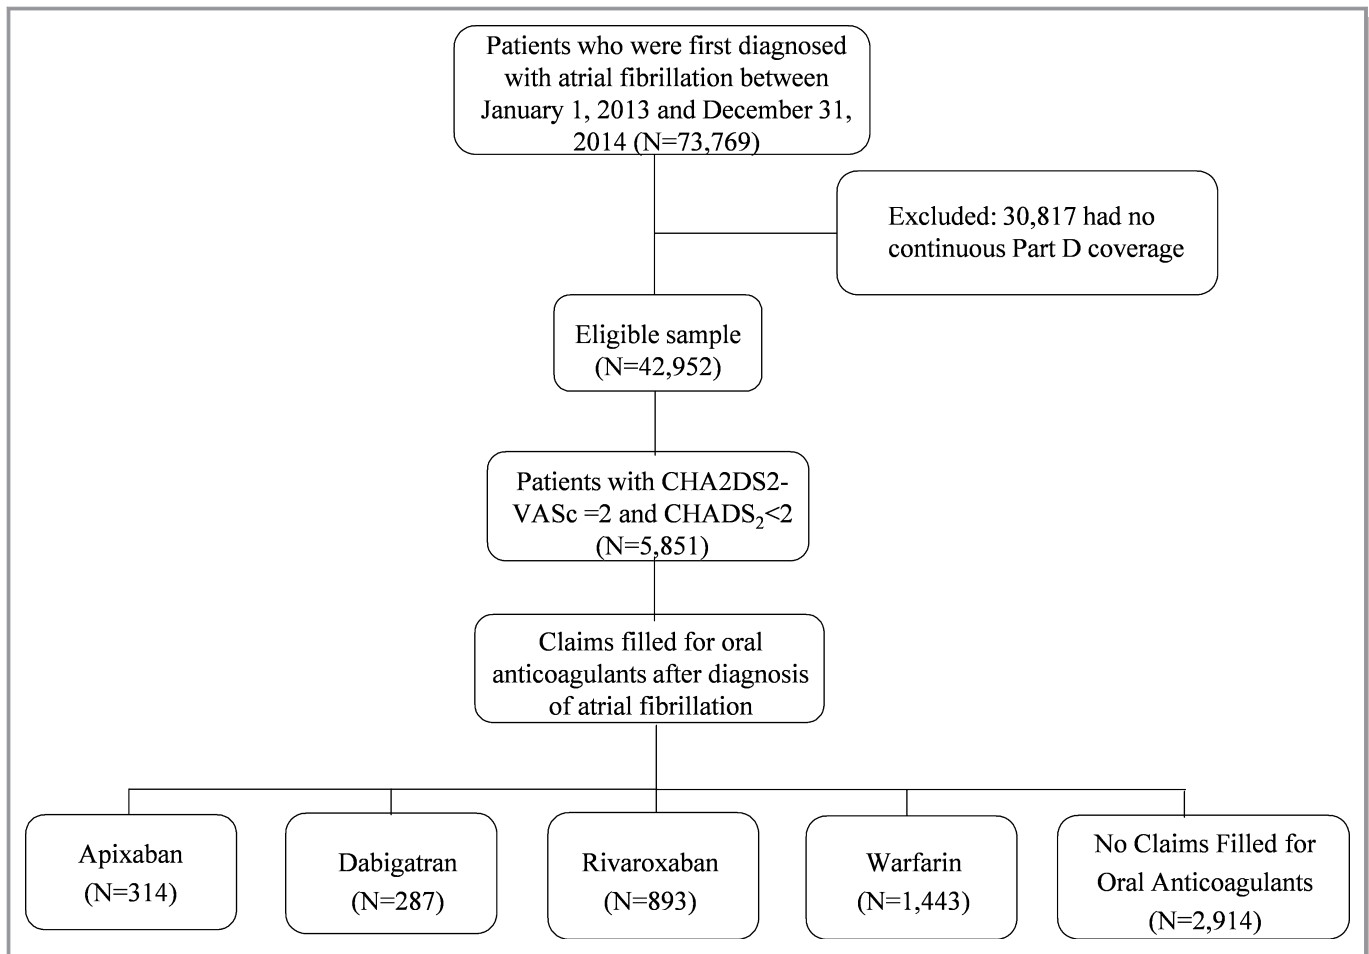 Patients who were first diagnosed
with atrial fibrillation between
January 1, 2013 and December 31,
2014 (N=73,769)
Excluded: 30,817 had no
continuous Part D coverage
Eligible sample
(N=42,952)
Patients with CHA2DS2-
VASc =2 and CHADS₂<2
(N=5,851)
Claims filled for oral
anticoagulants after diagnosis
of atrial fibrillation
Apixaban
(N=314)
Dabigatran
(N=287)
Rivaroxaban
(N=893)
Warfarin
(N=1,443)
No Claims Filled for
Oral Anticoagulants
(N=2,914)